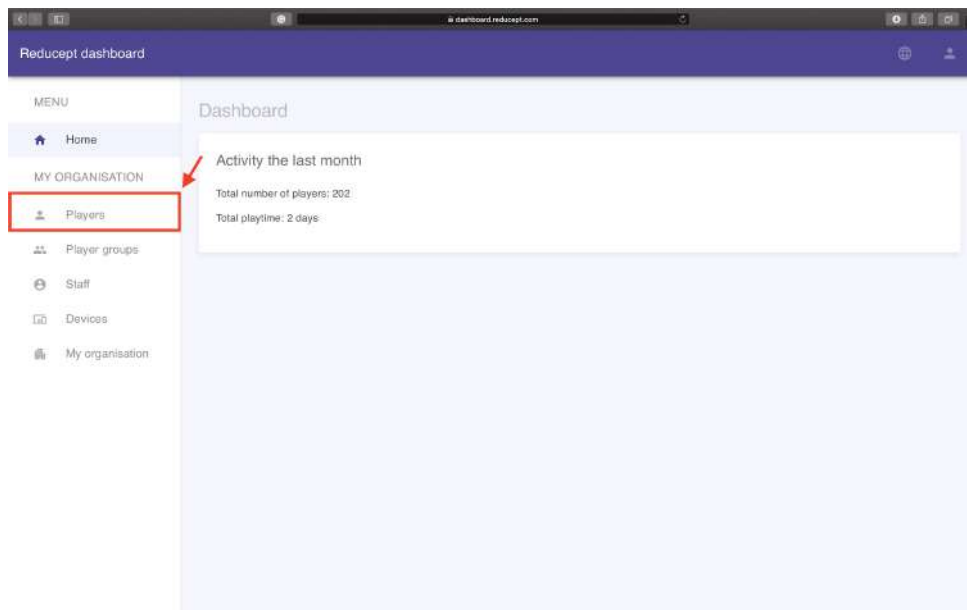 dashboard.reducept.com
Reducept dashboard
MENU
Home
MY ORGANISATION
Players
Player groups
Staff
Devices
My organisation
Dashboard
Activity the last month
Total number of players: 202
Total playtime: 2 days